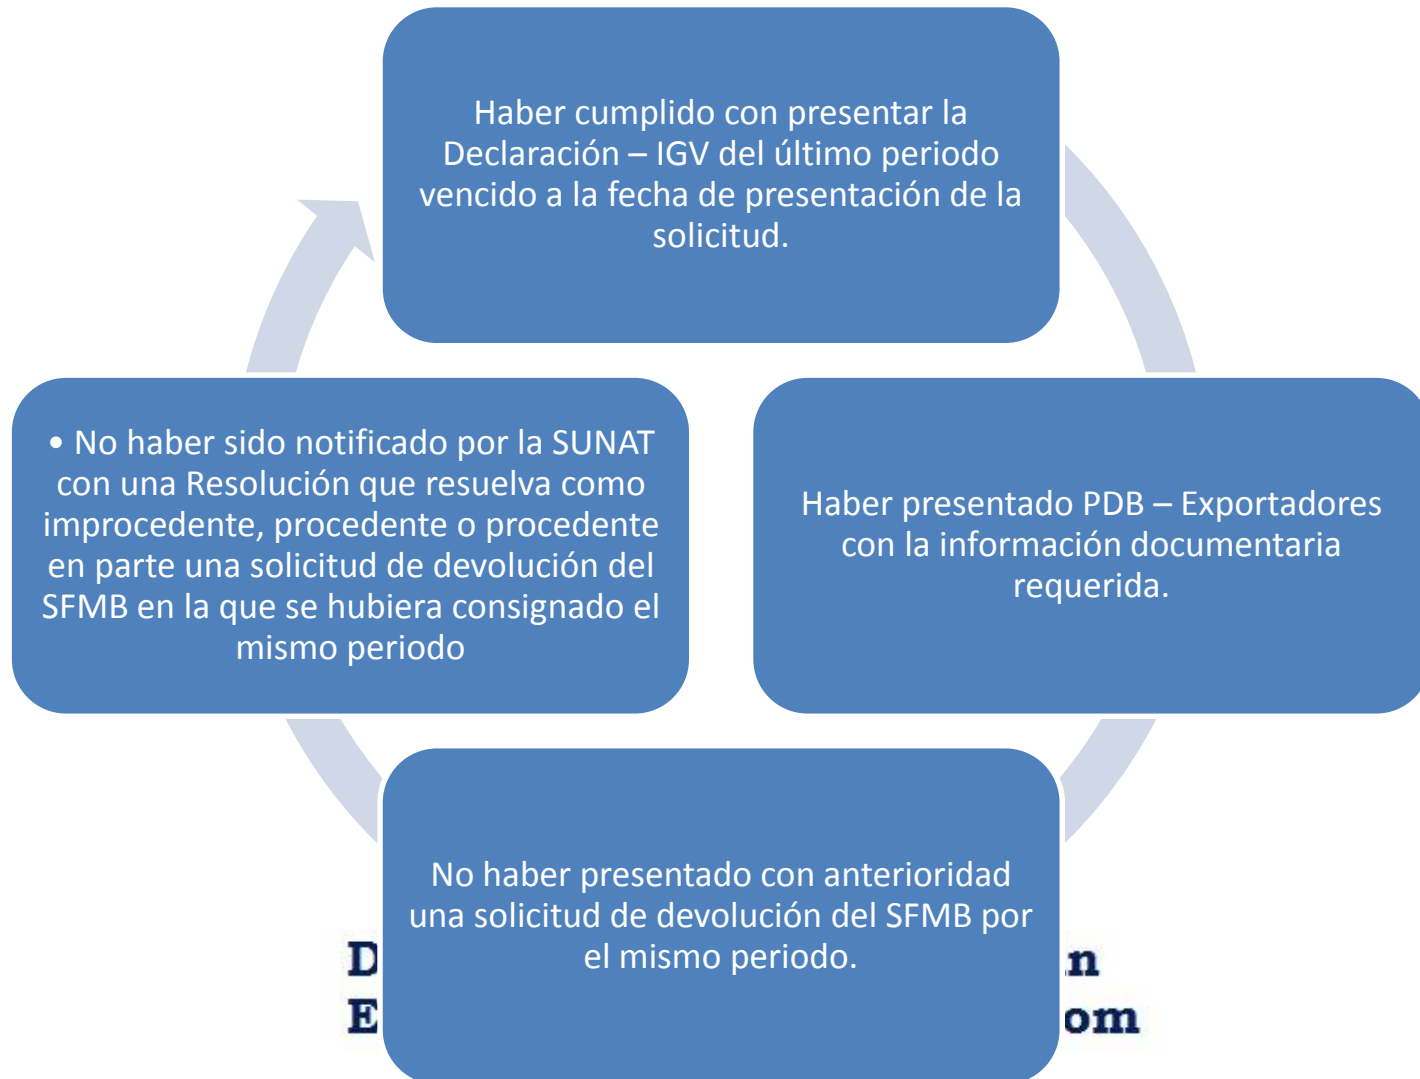 Haber cumplido con presentar la
Declaración – IGV del último periodo
vencido a la fecha de presentación de la
solicitud.
Haber presentado PDB – Exportadores
con la información documentaria
requerida.
No haber presentado con anterioridad
una solicitud de devolución del SFMB por
el mismo periodo.
• No haber sido notificado por la SUNAT
con una Resolución que resuelva como
improcedente, procedente o procedente
en parte una solicitud de devolución del
SFMB en la que se hubiera consignado el
mismo periodo